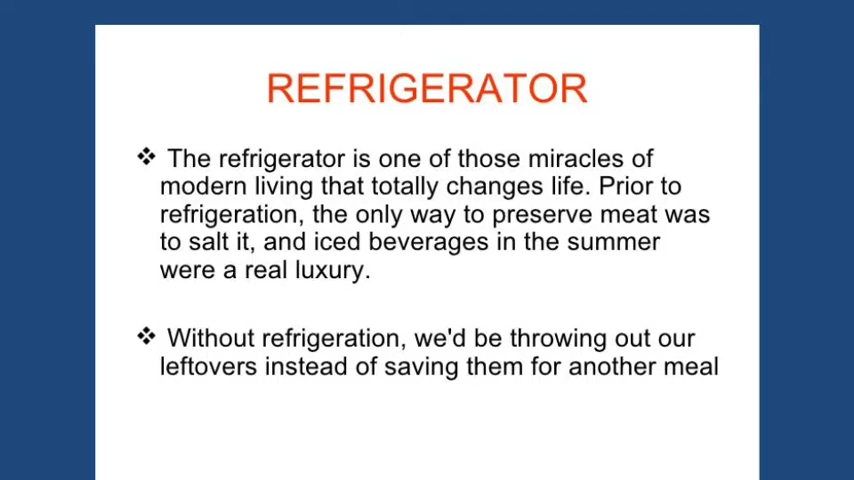 REFRIGERATOR
❖ The refrigerator is one of those miracles of
modern living that totally changes life. Prior to
refrigeration, the only way to preserve meat was
to salt it, and iced beverages in the summer
were a real luxury.
❖ Without refrigeration, we'd be throwing out our
leftovers instead of saving them for another meal